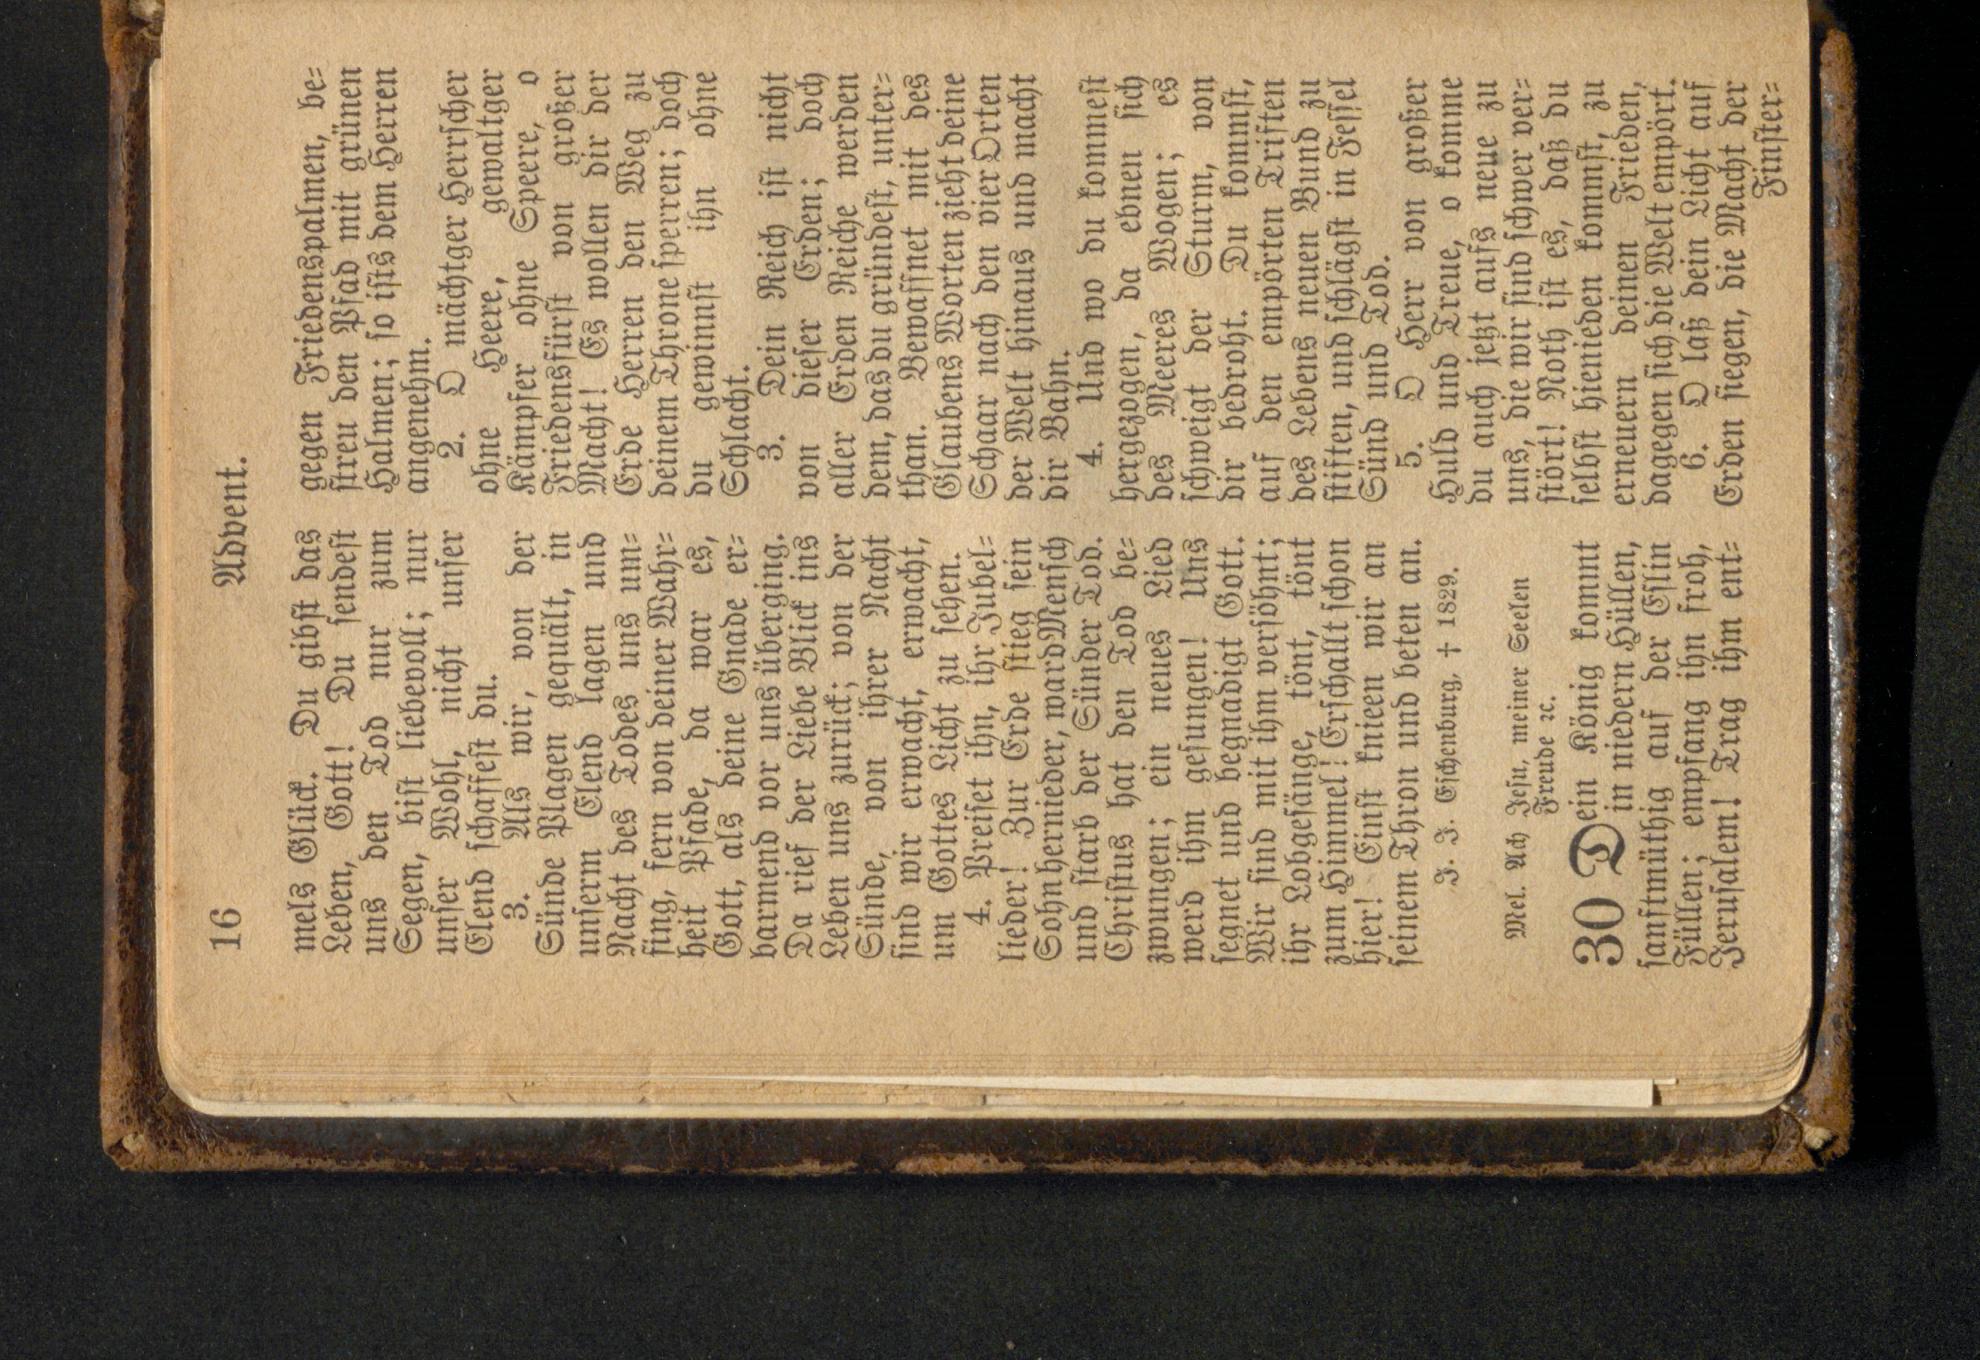 16
Advent.
mels Glück. Du gibst das
Leben, Gott! Du sendest
uns den Tod nur zum
Segen, bist liebevoll; nur
unser Wohl, nicht unser
Elend schaffest du.
3. Als wir, von der
Sünde Plagen gequält, in
unserm Elend lagen und
Nacht des Todes uns um=
fing, fern von deiner Wahr=
heit Pfade, da war es,
Gott, als deine Gnade er=
barmend vor uns überging.
Da rief der Liebe Blick ins
Leben uns zurück; von der
Sünde, von ihrer Nacht
sind wir erwacht, erwacht,
um Gottes Licht zu sehen.
4. Preiset ihn, ihr Jubel=
lieder! Zur Erde stieg sein
Sohn hernieder, ward Mensch
und starb der Sünder Tod.
Christus hat den Tod be=
zwungen; ein neues Lied
werd ihm gesungen! Uns
segnet und begnadigt Gott.
Wir sind mit ihm versöhnt;
ihr Lobgesänge, tönt, tönt
zum Himmel! Erschallt schon
hier! Einst knieen wir an
seinem Thron und beten an.
J. J. Eschenburg, † 1829.
Mel. Ach Jesu, meiner Seelen
Freude ꝛc.
30 Dein König kommt
in niedern Hüllen,
sanftmüthig auf der Eslin
Füllen; empfang ihn froh,
Jerusalem! Trag ihm ent=
gegen Friedenspalmen, be=
streu den Pfad mit grünen
Halmen; so ists dem Herren
angenehm.
2. O mächtger Herrscher
ohne Heere, gewaltiger
Kämpfer ohne Speere, o
Friedensfürst von großer
Macht! Es wollen dir der
Erde Herren den Weg zu
deinem Throne sperren; doch
du gewinnst ihn ohne
Schlacht.
3. Dein Reich ist nicht
von dieser Erden; doch
aller Erden Reiche werden
dem, das du gründest, unter=
than. Bewaffnet mit des
Glaubens Worten zieht deine
Schaar nach den vier Orten
der Welt hinaus und macht
dir Bahn.
4. Und wo du kommest
hergezogen, da ebnen sich
des Meeres Wogen; es
schweigt der Sturm, von
dir bedroht. Du kommst,
auf den empörten Triften
des Lebens neuen Bund zu
stiften, und schlägst in Fessel
Sünd und Tod.
5. O Herr von großer
Huld und Treue, o komme
du auch jetzt aufs neue zu
uns, die wir sind schwer ver=
stört! Noth ist es, daß du
selbst hienieden kommst, zu
erneuern deinen Frieden,
dagegen sich die Welt empört.
6. O laß dein Licht auf
Erden siegen, die Macht der
Finster=